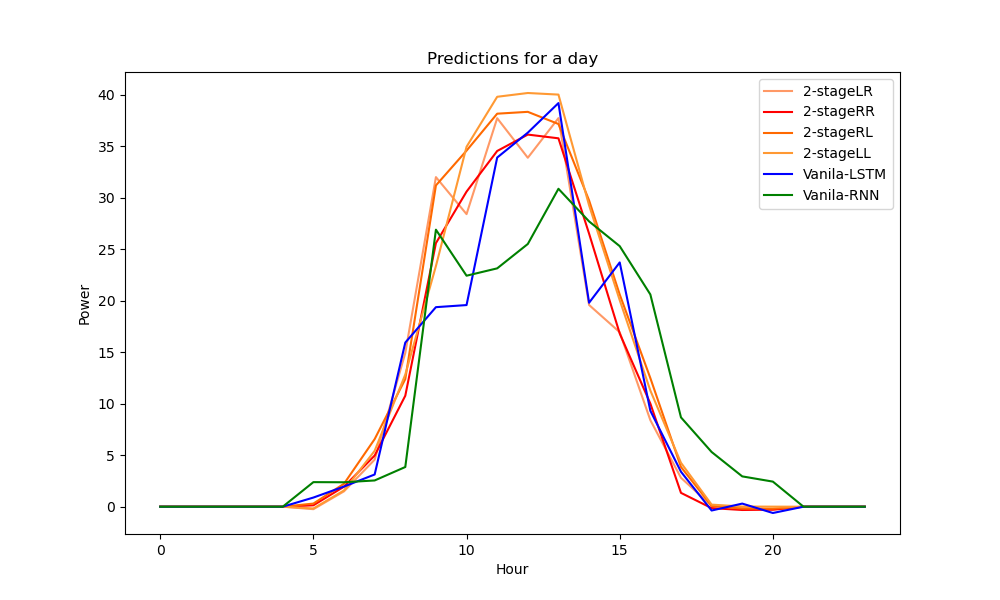 Predictions for a day
40
35
30
25
20
15
10
5
0
Power
2-stageLR
2-stageRR
2-stageRL
2-stageLL
Vanila-LSTM
Vanila-RNN
0 5 10 15 20
Hour